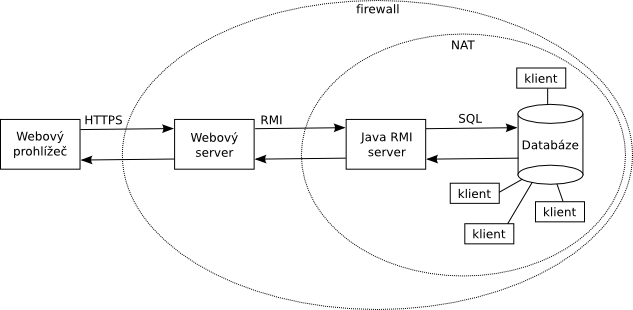 firewall
NAT
klient
HTTPS
RMI
SQL
Webový
prohlížeč
Webový
server
Java RMI
server
Databáze
klient
klient
klient